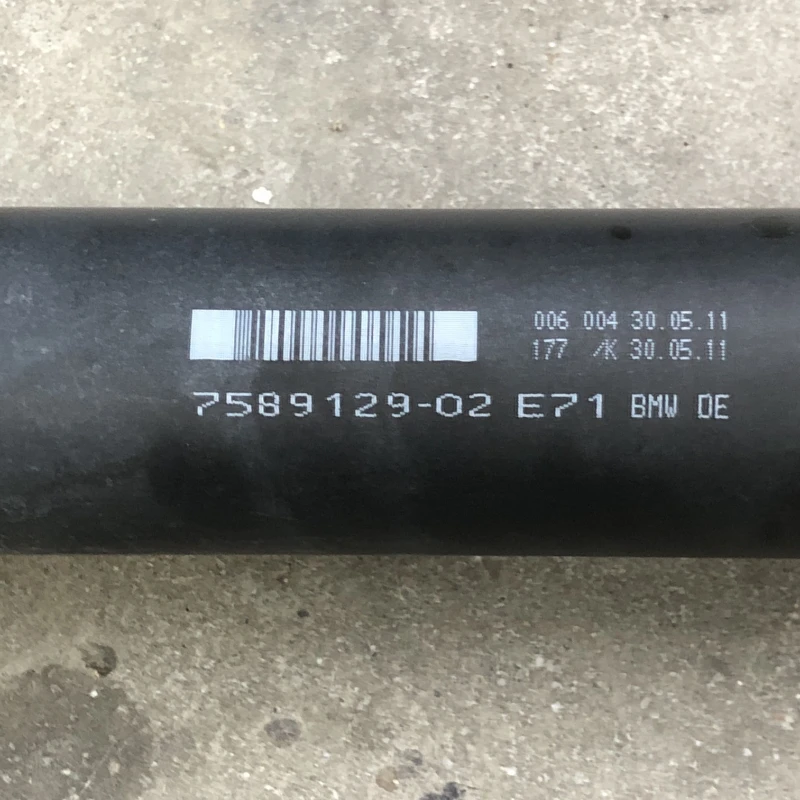 006 004 30.05.11
177 /K 30.05.11
7589129-02 E71 BMW DE